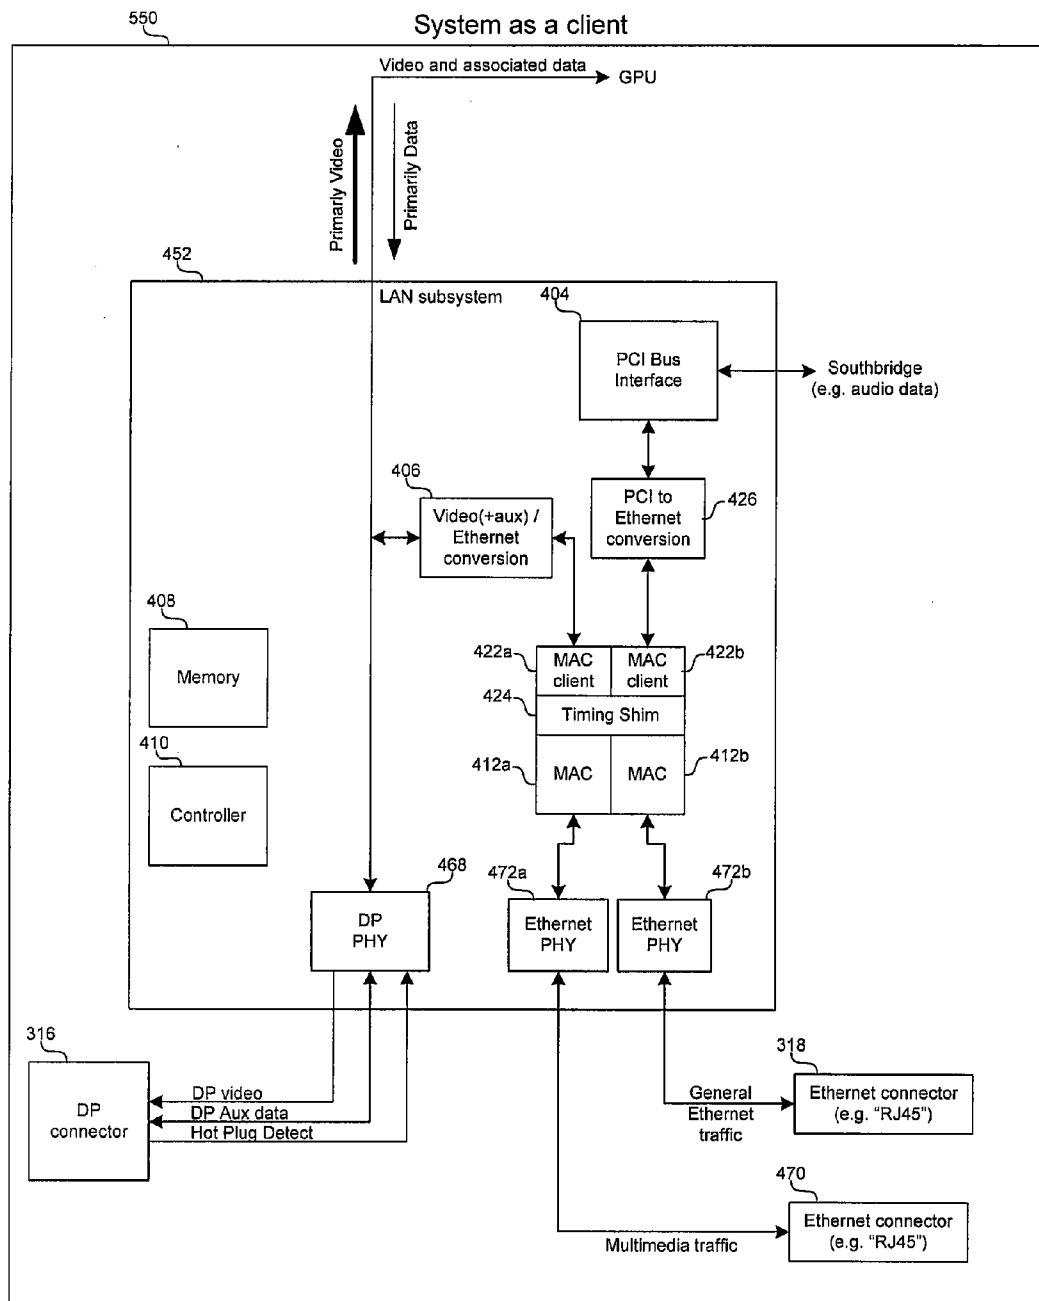 System as a client
550
Video and associated data
GPU
Primarly Video
Primarily Data
452
LAN subsystem
404
PCI Bus
Interface
Southbridge
(e.g. audio data)
406
Video(+aux) /
Ethernet
conversion
PCI to
Ethernet
conversion
426
408
Memory
422a
MAC
client
MAC
client
422b
424
Timing Shim
410
Controller
412a
MAC
MAC
412b
468
DP
PHY
472a
Ethernet
PHY
472b
Ethernet
PHY
316
DP
connector
DP video
DP Aux data
Hot Plug Detect
General
Ethernet
traffic
318
Ethernet connector
(e.g. “RJ45”)
470
Multimedia traffic
Ethernet connector
(e.g. “RJ45”)